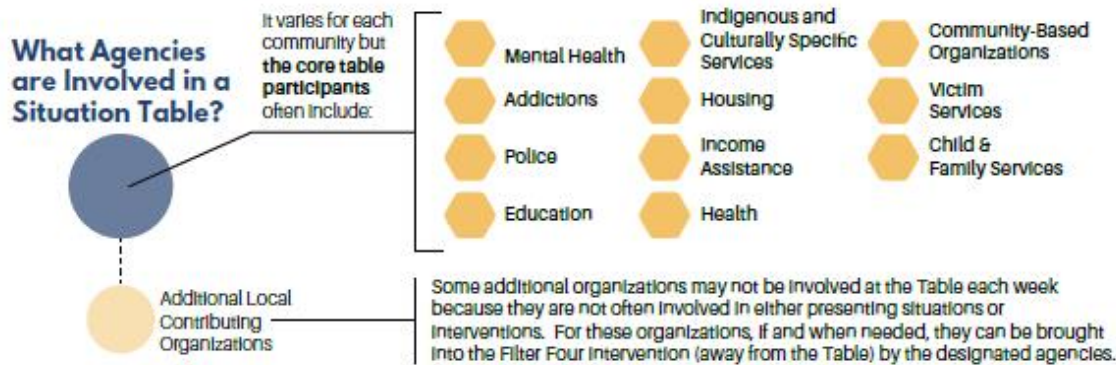 What Agencies
are Involved in a
Situation Table?
It varies for each
community but
the core table
participants
often include:
Mental Health
Addictions
Police
Education
Indigenous and
Culturally Specific
Services
Housing
Income
Assistance
Health
Community-Based
Organizations
Victim
Services
Child &
Family Services
Additional Local
Contributing
Organizations
Some additional organizations may not be involved at the Table each week
because they are not often involved in either presenting situations or
interventions. For these organizations, if and when needed, they can be brought
into the Filter Four Intervention (away from the Table) by the designated agencies.